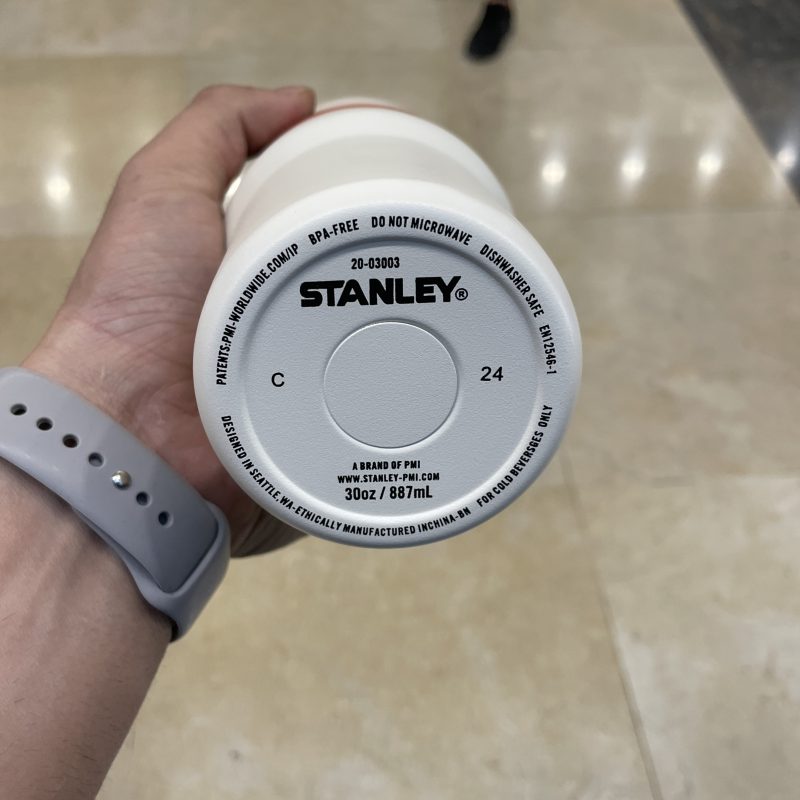 PATENTS:PMI-WORLDWIDE.COM/IP BPA-FREE DO NOT MICROWAVE DISHWASHER SAFE EN12546-1
20-03003
STANLEY®
C 24
A BRAND OF PMI
WWW.STANLEY-PMI.COM
30oz / 887mL
DESIGNED IN SEATTLE, WA-ETHICALLY MANUFACTURED INCHINA-BN FOR COLD BEVERSGES ONLY